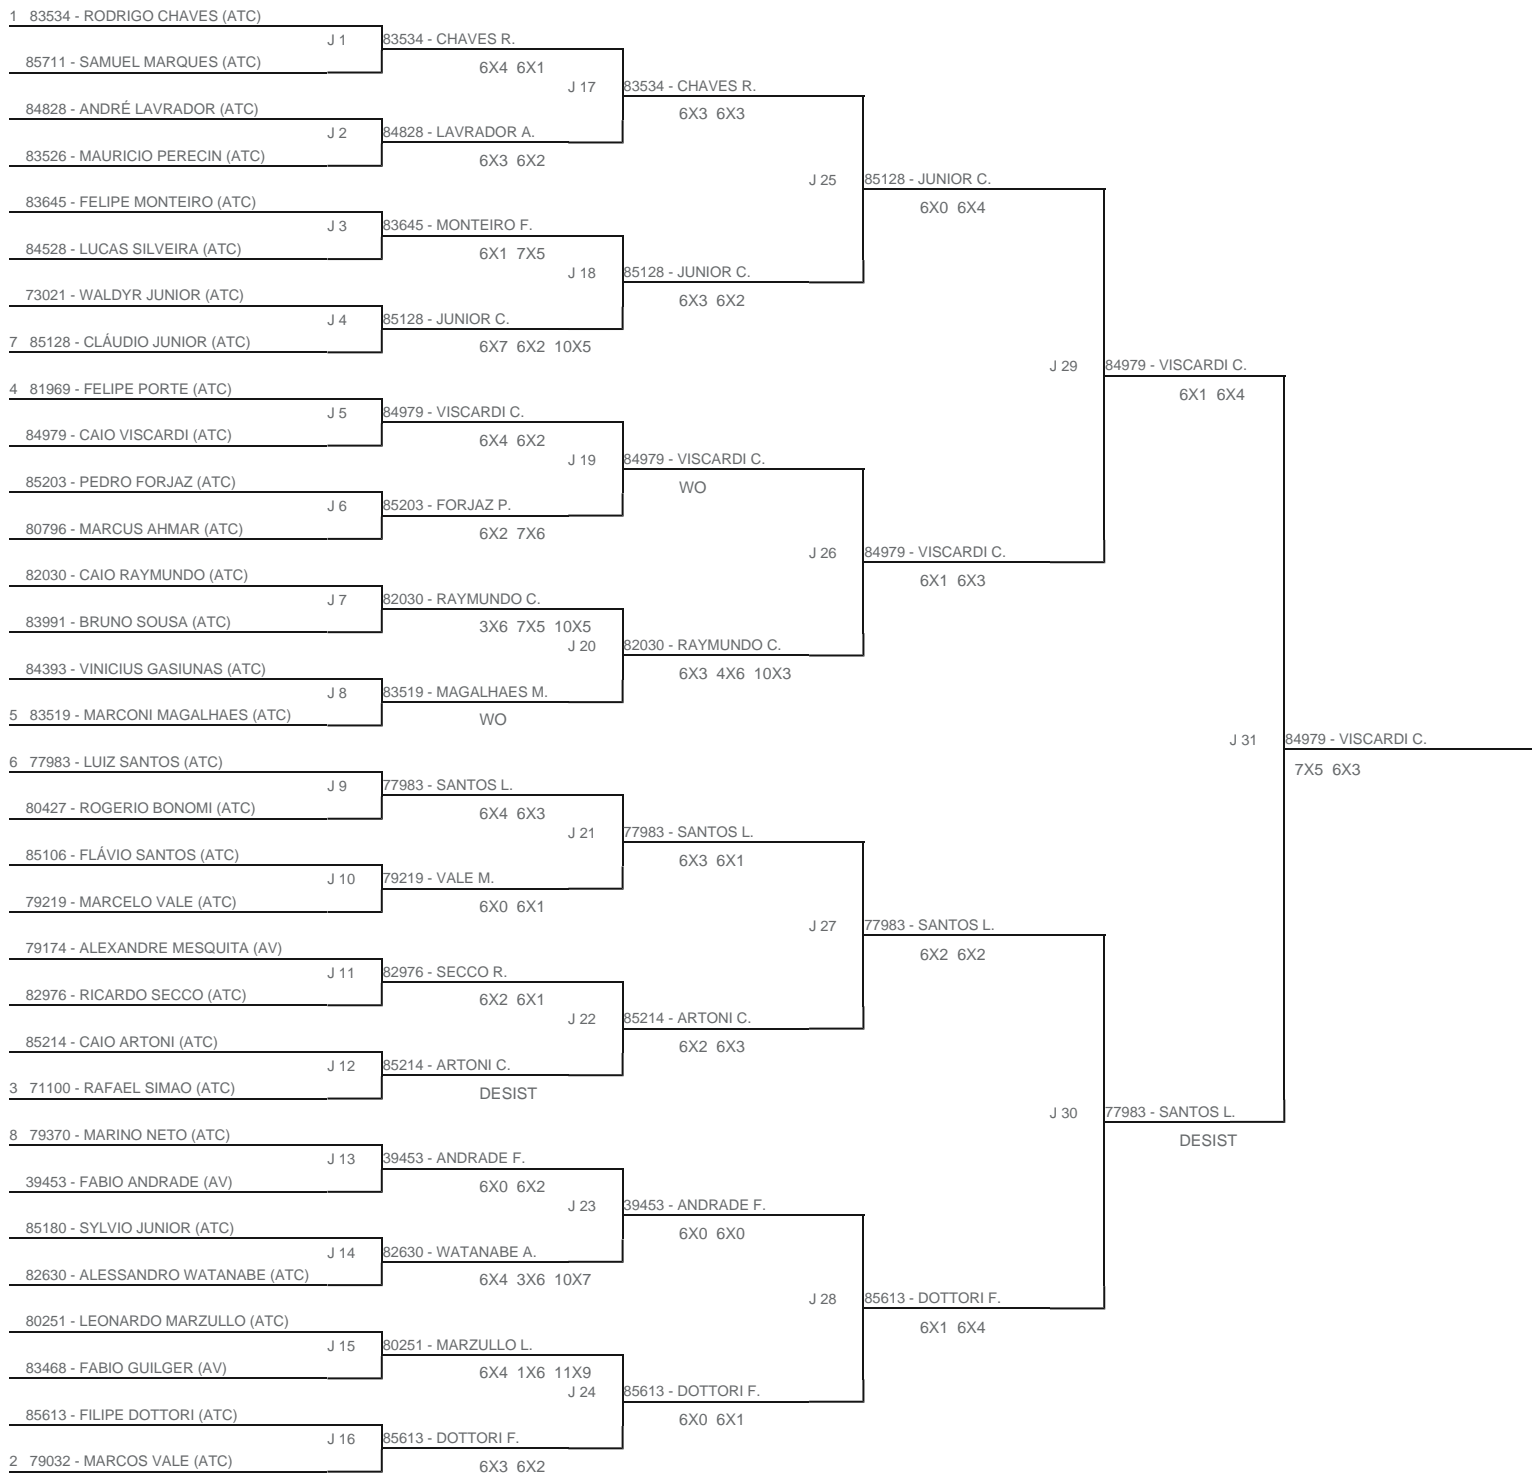 1 83534 - RODRIGO CHAVES (ATC)
J 1
83534 - CHAVES R.
85711 - SAMUEL MARQUES (ATC)
6X4 6X1
J 17
83534 - CHAVES R.
84828 - ANDRÉ LAVRADOR (ATC)
6X3 6X3
J 2
84828 - LAVRADOR A.
83526 - MAURICIO PERECIN (ATC)
6X3 6X2
J 25
85128 - JUNIOR C.
83645 - FELIPE MONTEIRO (ATC)
6X0 6X4
J 3
83645 - MONTEIRO F.
84528 - LUCAS SILVEIRA (ATC)
6X1 7X5
J 18
85128 - JUNIOR C.
73021 - WALDYR JUNIOR (ATC)
6X3 6X2
J 4
85128 - JUNIOR C.
7 85128 - CLÁUDIO JUNIOR (ATC)
6X7 6X2 10X5
J 29
84979 - VISCARDI C.
4 81969 - FELIPE PORTE (ATC)
6X1 6X4
J 5
84979 - VISCARDI C.
84979 - CAIO VISCARDI (ATC)
6X4 6X2
J 19
84979 - VISCARDI C.
85203 - PEDRO FORJAZ (ATC)
WO
J 6
85203 - FORJAZ P.
80796 - MARCUS AHMAR (ATC)
6X2 7X6
J 26
84979 - VISCARDI C.
82030 - CAIO RAYMUNDO (ATC)
6X1 6X3
J 7
82030 - RAYMUNDO C.
83991 - BRUNO SOUSA (ATC)
3X6 7X5 10X5
J 20
82030 - RAYMUNDO C.
84393 - VINICIUS GASIUNAS (ATC)
6X3 4X6 10X3
J 8
83519 - MAGALHAES M.
5 83519 - MARCONI MAGALHAES (ATC)
WO
J 31
84979 - VISCARDI C.
6 77983 - LUIZ SANTOS (ATC)
7X5 6X3
J 9
77983 - SANTOS L.
80427 - ROGERIO BONOMI (ATC)
6X4 6X3
J 21
77983 - SANTOS L.
85106 - FLÁVIO SANTOS (ATC)
6X3 6X1
J 10
79219 - VALE M.
79219 - MARCELO VALE (ATC)
6X0 6X1
J 27
77983 - SANTOS L.
79174 - ALEXANDRE MESQUITA (AV)
6X2 6X2
J 11
82976 - SECCO R.
82976 - RICARDO SECCO (ATC)
6X2 6X1
J 22
85214 - ARTONI C.
85214 - CAIO ARTONI (ATC)
6X2 6X3
J 12
85214 - ARTONI C.
3 71100 - RAFAEL SIMAO (ATC)
DESIST
J 30
77983 - SANTOS L.
8 79370 - MARINO NETO (ATC)
DESIST
J 13
39453 - ANDRADE F.
39453 - FABIO ANDRADE (AV)
6X0 6X2
J 23
39453 - ANDRADE F.
85180 - SYLVIO JUNIOR (ATC)
6X0 6X0
J 14
82630 - WATANABE A.
82630 - ALESSANDRO WATANABE (ATC)
6X4 3X6 10X7
J 28
85613 - DOTTORI F.
80251 - LEONARDO MARZULLO (ATC)
6X1 6X4
J 15
80251 - MARZULLO L.
83468 - FABIO GUILGER (AV)
6X4 1X6 11X9
J 24
85613 - DOTTORI F.
85613 - FILIPE DOTTORI (ATC)
6X0 6X1
J 16
85613 - DOTTORI F.
2 79032 - MARCOS VALE (ATC)
6X3 6X2